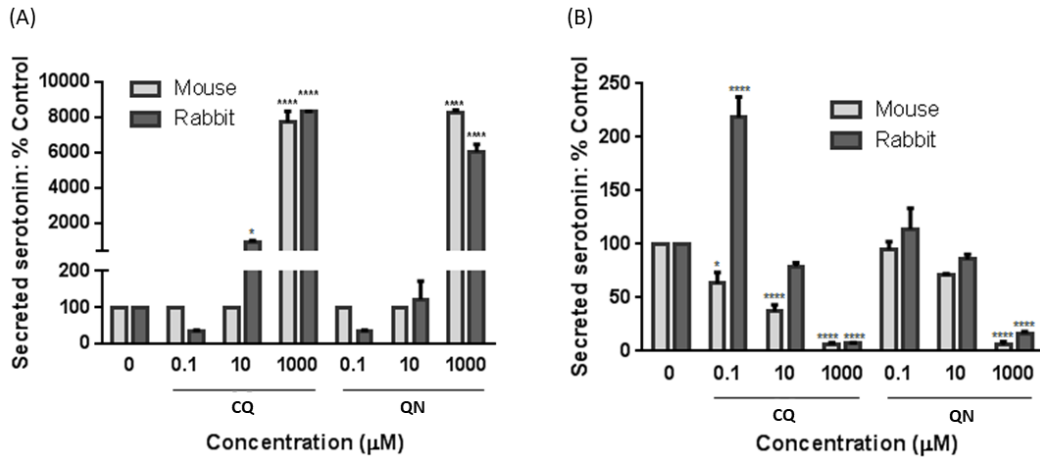 (A)
Secreted serotonin: % Control
10000
8000
6000
4000
2000
200
100
0
Mouse
Rabbit
*
**** ****
**** ****
0 0.1 10 1000 0.1 10 1000
CQ QN
Concentration (μM)
(B)
Secreted serotonin: % Control
250
200
150
100
50
0
Mouse
Rabbit
****
*
****
**** ****
**** ****
0 0.1 10 1000 0.1 10 1000
CQ QN
Concentration (μM)